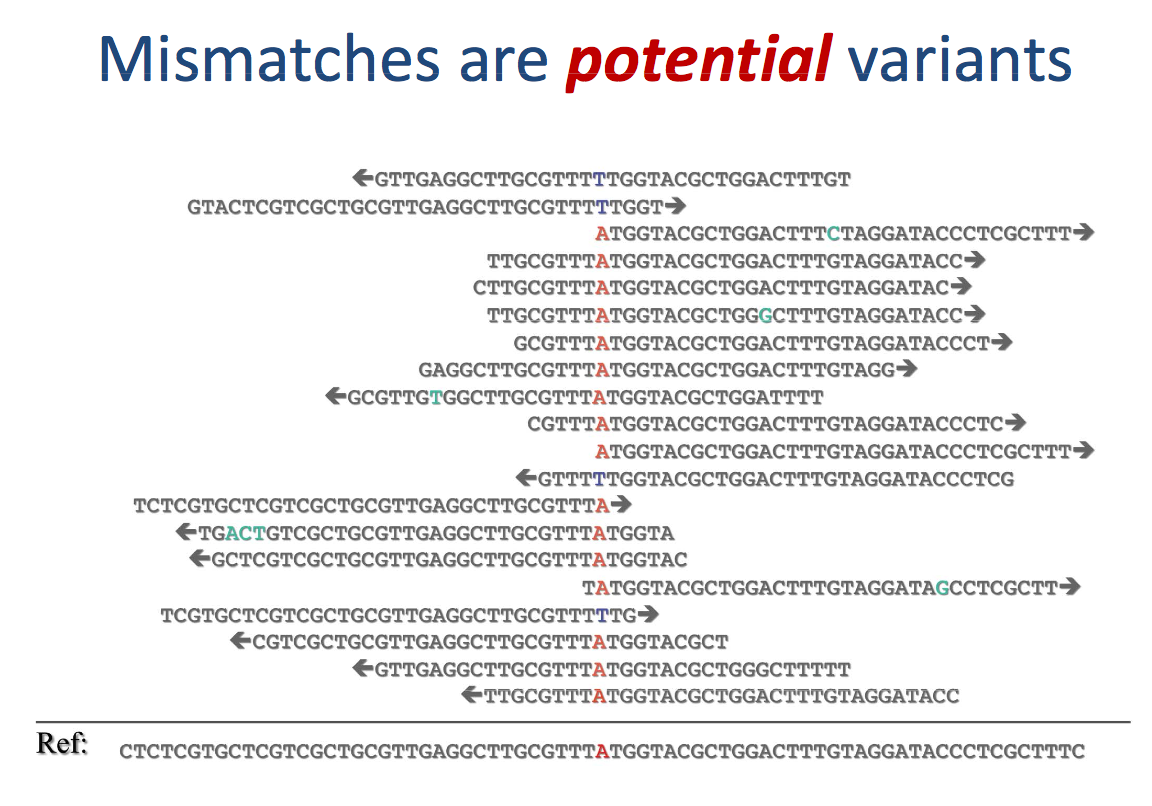 Mismatches are potential variants
←GTTGAGGCTTGCGTTTTTGGTACGCTGGACTTTGT
GTACTCGTCGCTGCGTTGAGGCTTGCGTTTTTGGT→
ATGGTACGCTGGACTTTCTAGGATACCCTCGCTTT→
TTGCGTTTATGGTACGCTGGACTTTGTAGGATACC→
CTTGCGTTTATGGTACGCTGGACTTTGTAGGATAC→
TTGCGTTTATGGTACGCTGGGCTTTGTAGGATACC→
GCGTTTATGGTACGCTGGACTTTGTAGGATACCCT→
GAGGCTTGCGTTTATGGTACGCTGGACTTTGTAGG→
←GCGTTGTGGCTTGCGTTTATGGTACGCTGGATTTT
CGTTTATGGTACGCTGGACTTTGTAGGATACCCTC→
ATGGTACGCTGGACTTTGTAGGATACCCTCGCTTT→
←GTTTTTGGTACGCTGGACTTTGTAGGATACCCTCG
TCTCGTGCTCGTCGCTGCGTTGAGGCTTGCGTTTA→
←TGACTGTCGCTGCGTTGAGGCTTGCGTTTATGGTA
←GCTCGTCGCTGCGTTGAGGCTTGCGTTTATGGTAC
TATGGTACGCTGGACTTTGTAGGATAGCCTCGCTT→
TCGTGCTCGTCGCTGCGTTGAGGCTTGCGTTTTTG→
←CGTCGCTGCGTTGAGGCTTGCGTTTATGGTACGCT
←GTTGAGGCTTGCGTTTATGGTACGCTGGGCTTTTT
←TTGCGTTTATGGTACGCTGGACTTTGTAGGATACC
Ref: CTCTCGTGCTCGTCGCTGCGTTGAGGCTTGCGTTTATGGTACGCTGGACTTTGTAGGATACCCTCGCTTTC